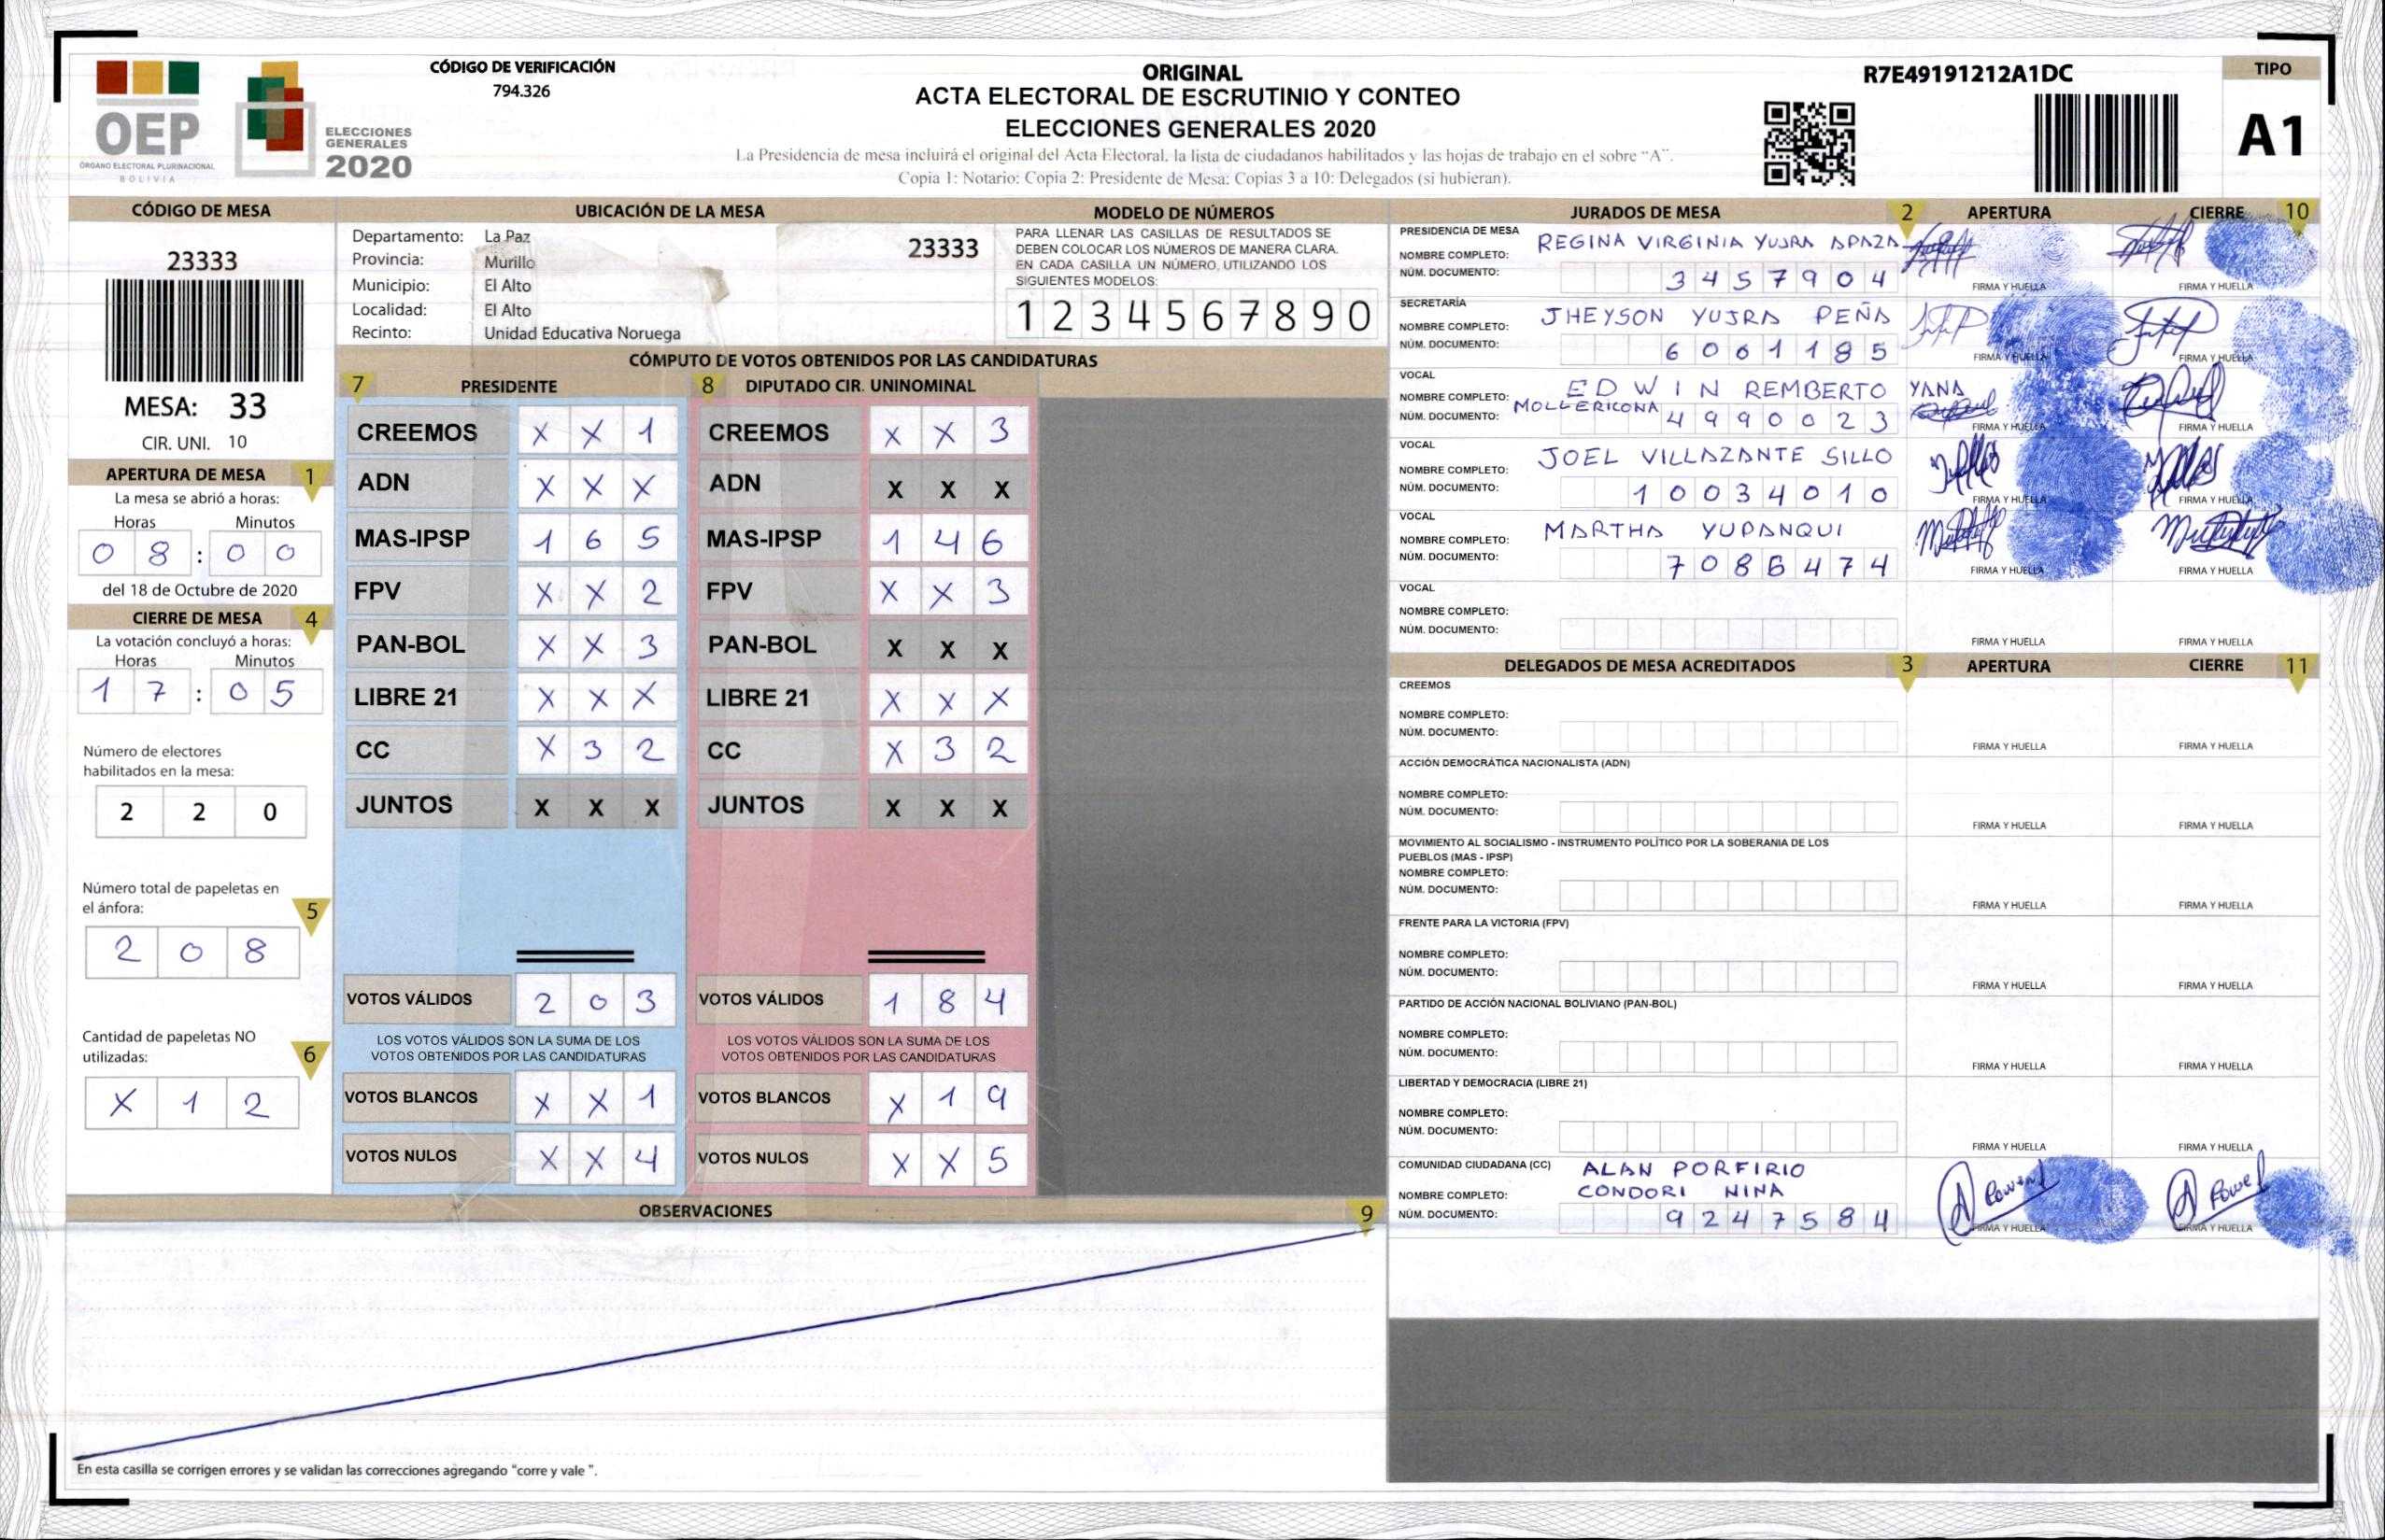 OEP
ÓRGANO ELECTORAL PLURINACIONAL
BOLIVIA
ELECCIONES
GENERALES
2020
CÓDIGO DE VERIFICACIÓN
794.326
ORIGINAL
ACTA ELECTORAL DE ESCRUTINIO Y CONTEO
ELECCIONES GENERALES 2020
La Presidencia de mesa incluirá el original del Acta Electoral, la lista de ciudadanos habilitados y las hojas de trabajo en el sobre "A".
Copia 1: Notario: Copia 2: Presidente de Mesa: Copias 3 a 10: Delegados (si hubieran).
R7E49191212A1DC
TIPO
A1
CÓDIGO DE MESA
23333
MESA: 33
CIR. UNI. 10
APERTURA DE MESA 1
La mesa se abrió a horas:
Horas Minutos
0 8 : 0 0
del 18 de Octubre de 2020
CIERRE DE MESA 4
La votación concluyó a horas:
Horas Minutos
1 7 : 0 5
Número de electores
habilitados en la mesa:
2 2 0
Número total de papeletas en
el ánfora: 5
2 0 8
Cantidad de papeletas NO
utilizadas: 6
X 1 2
UBICACIÓN DE LA MESA
Departamento: La Paz
Provincia: Murillo
Municipio: El Alto
Localidad: El Alto
Recinto: Unidad Educativa Noruega
23333
MODELO DE NÚMEROS
PARA LLENAR LAS CASILLAS DE RESULTADOS SE
DEBEN COLOCAR LOS NÚMEROS DE MANERA CLARA.
EN CADA CASILLA UN NÚMERO, UTILIZANDO LOS
SIGUIENTES MODELOS:
1 2 3 4 5 6 7 8 9 0
CÓMPUTO DE VOTOS OBTENIDOS POR LAS CANDIDATURAS
7 PRESIDENTE 8 DIPUTADO CIR. UNINOMINAL
CREEMOS X X 1 CREEMOS X X 3
ADN X X X ADN X X X
MAS-IPSP 1 6 5 MAS-IPSP 1 4 6
FPV X X 2 FPV X X 3
PAN-BOL X X 3 PAN-BOL X X X
LIBRE 21 X X X LIBRE 21 X X X
CC X 3 2 CC X 3 2
JUNTOS X X X JUNTOS X X X
VOTOS VÁLIDOS 2 0 3 VOTOS VÁLIDOS 1 8 4
LOS VOTOS VÁLIDOS SON LA SUMA DE LOS LOS VOTOS VÁLIDOS SON LA SUMA DE LOS
VOTOS OBTENIDOS POR LAS CANDIDATURAS VOTOS OBTENIDOS POR LAS CANDIDATURAS
VOTOS BLANCOS X X 1 VOTOS BLANCOS X 1 9
VOTOS NULOS X X 4 VOTOS NULOS X X 5
OBSERVACIONES 9
En esta casilla se corrigen errores y se validan las correcciones agregando "corre y vale ".
JURADOS DE MESA 2 APERTURA CIERRE 10
PRESIDENCIA DE MESA
NOMBRE COMPLETO: REGINA VIRGINIA YUJRA APAZA
NÚM. DOCUMENTO: 3 4 5 7 9 0 4
FIRMA Y HUELLA FIRMA Y HUELLA
SECRETARÍA
NOMBRE COMPLETO: JHEYSON YUJRA PEÑA
NÚM. DOCUMENTO: 6 0 6 1 1 8 5
FIRMA Y HUELLA FIRMA Y HUELLA
VOCAL
NOMBRE COMPLETO: EDWIN REMBERTO YANA
MOLLERICONA
NÚM. DOCUMENTO: 4 9 9 0 0 2 3
FIRMA Y HUELLA FIRMA Y HUELLA
VOCAL
NOMBRE COMPLETO: JOEL VILLAZANTE SILLO
NÚM. DOCUMENTO: 1 0 0 3 4 0 1 0
FIRMA Y HUELLA FIRMA Y HUELLA
VOCAL
NOMBRE COMPLETO: MARTHA YUPANQUI
NÚM. DOCUMENTO: 7 0 8 6 4 7 4
FIRMA Y HUELLA FIRMA Y HUELLA
VOCAL
NOMBRE COMPLETO:
NÚM. DOCUMENTO:
FIRMA Y HUELLA FIRMA Y HUELLA
DELEGADOS DE MESA ACREDITADOS 3 APERTURA CIERRE 11
CREEMOS
NOMBRE COMPLETO:
NÚM. DOCUMENTO:
FIRMA Y HUELLA FIRMA Y HUELLA
ACCIÓN DEMOCRÁTICA NACIONALISTA (ADN)
NOMBRE COMPLETO:
NÚM. DOCUMENTO:
FIRMA Y HUELLA FIRMA Y HUELLA
MOVIMIENTO AL SOCIALISMO - INSTRUMENTO POLÍTICO POR LA SOBERANIA DE LOS
PUEBLOS (MAS - IPSP)
NOMBRE COMPLETO:
NÚM. DOCUMENTO:
FIRMA Y HUELLA FIRMA Y HUELLA
FRENTE PARA LA VICTORIA (FPV)
NOMBRE COMPLETO:
NÚM. DOCUMENTO:
FIRMA Y HUELLA FIRMA Y HUELLA
PARTIDO DE ACCIÓN NACIONAL BOLIVIANO (PAN-BOL)
NOMBRE COMPLETO:
NÚM. DOCUMENTO:
FIRMA Y HUELLA FIRMA Y HUELLA
LIBERTAD Y DEMOCRACIA (LIBRE 21)
NOMBRE COMPLETO:
NÚM. DOCUMENTO:
FIRMA Y HUELLA FIRMA Y HUELLA
COMUNIDAD CIUDADANA (CC) ALAN PORFIRIO
NOMBRE COMPLETO: CONDORI NINA
NÚM. DOCUMENTO: 9 2 4 7 5 8 4
FIRMA Y HUELLA FIRMA Y HUELLA